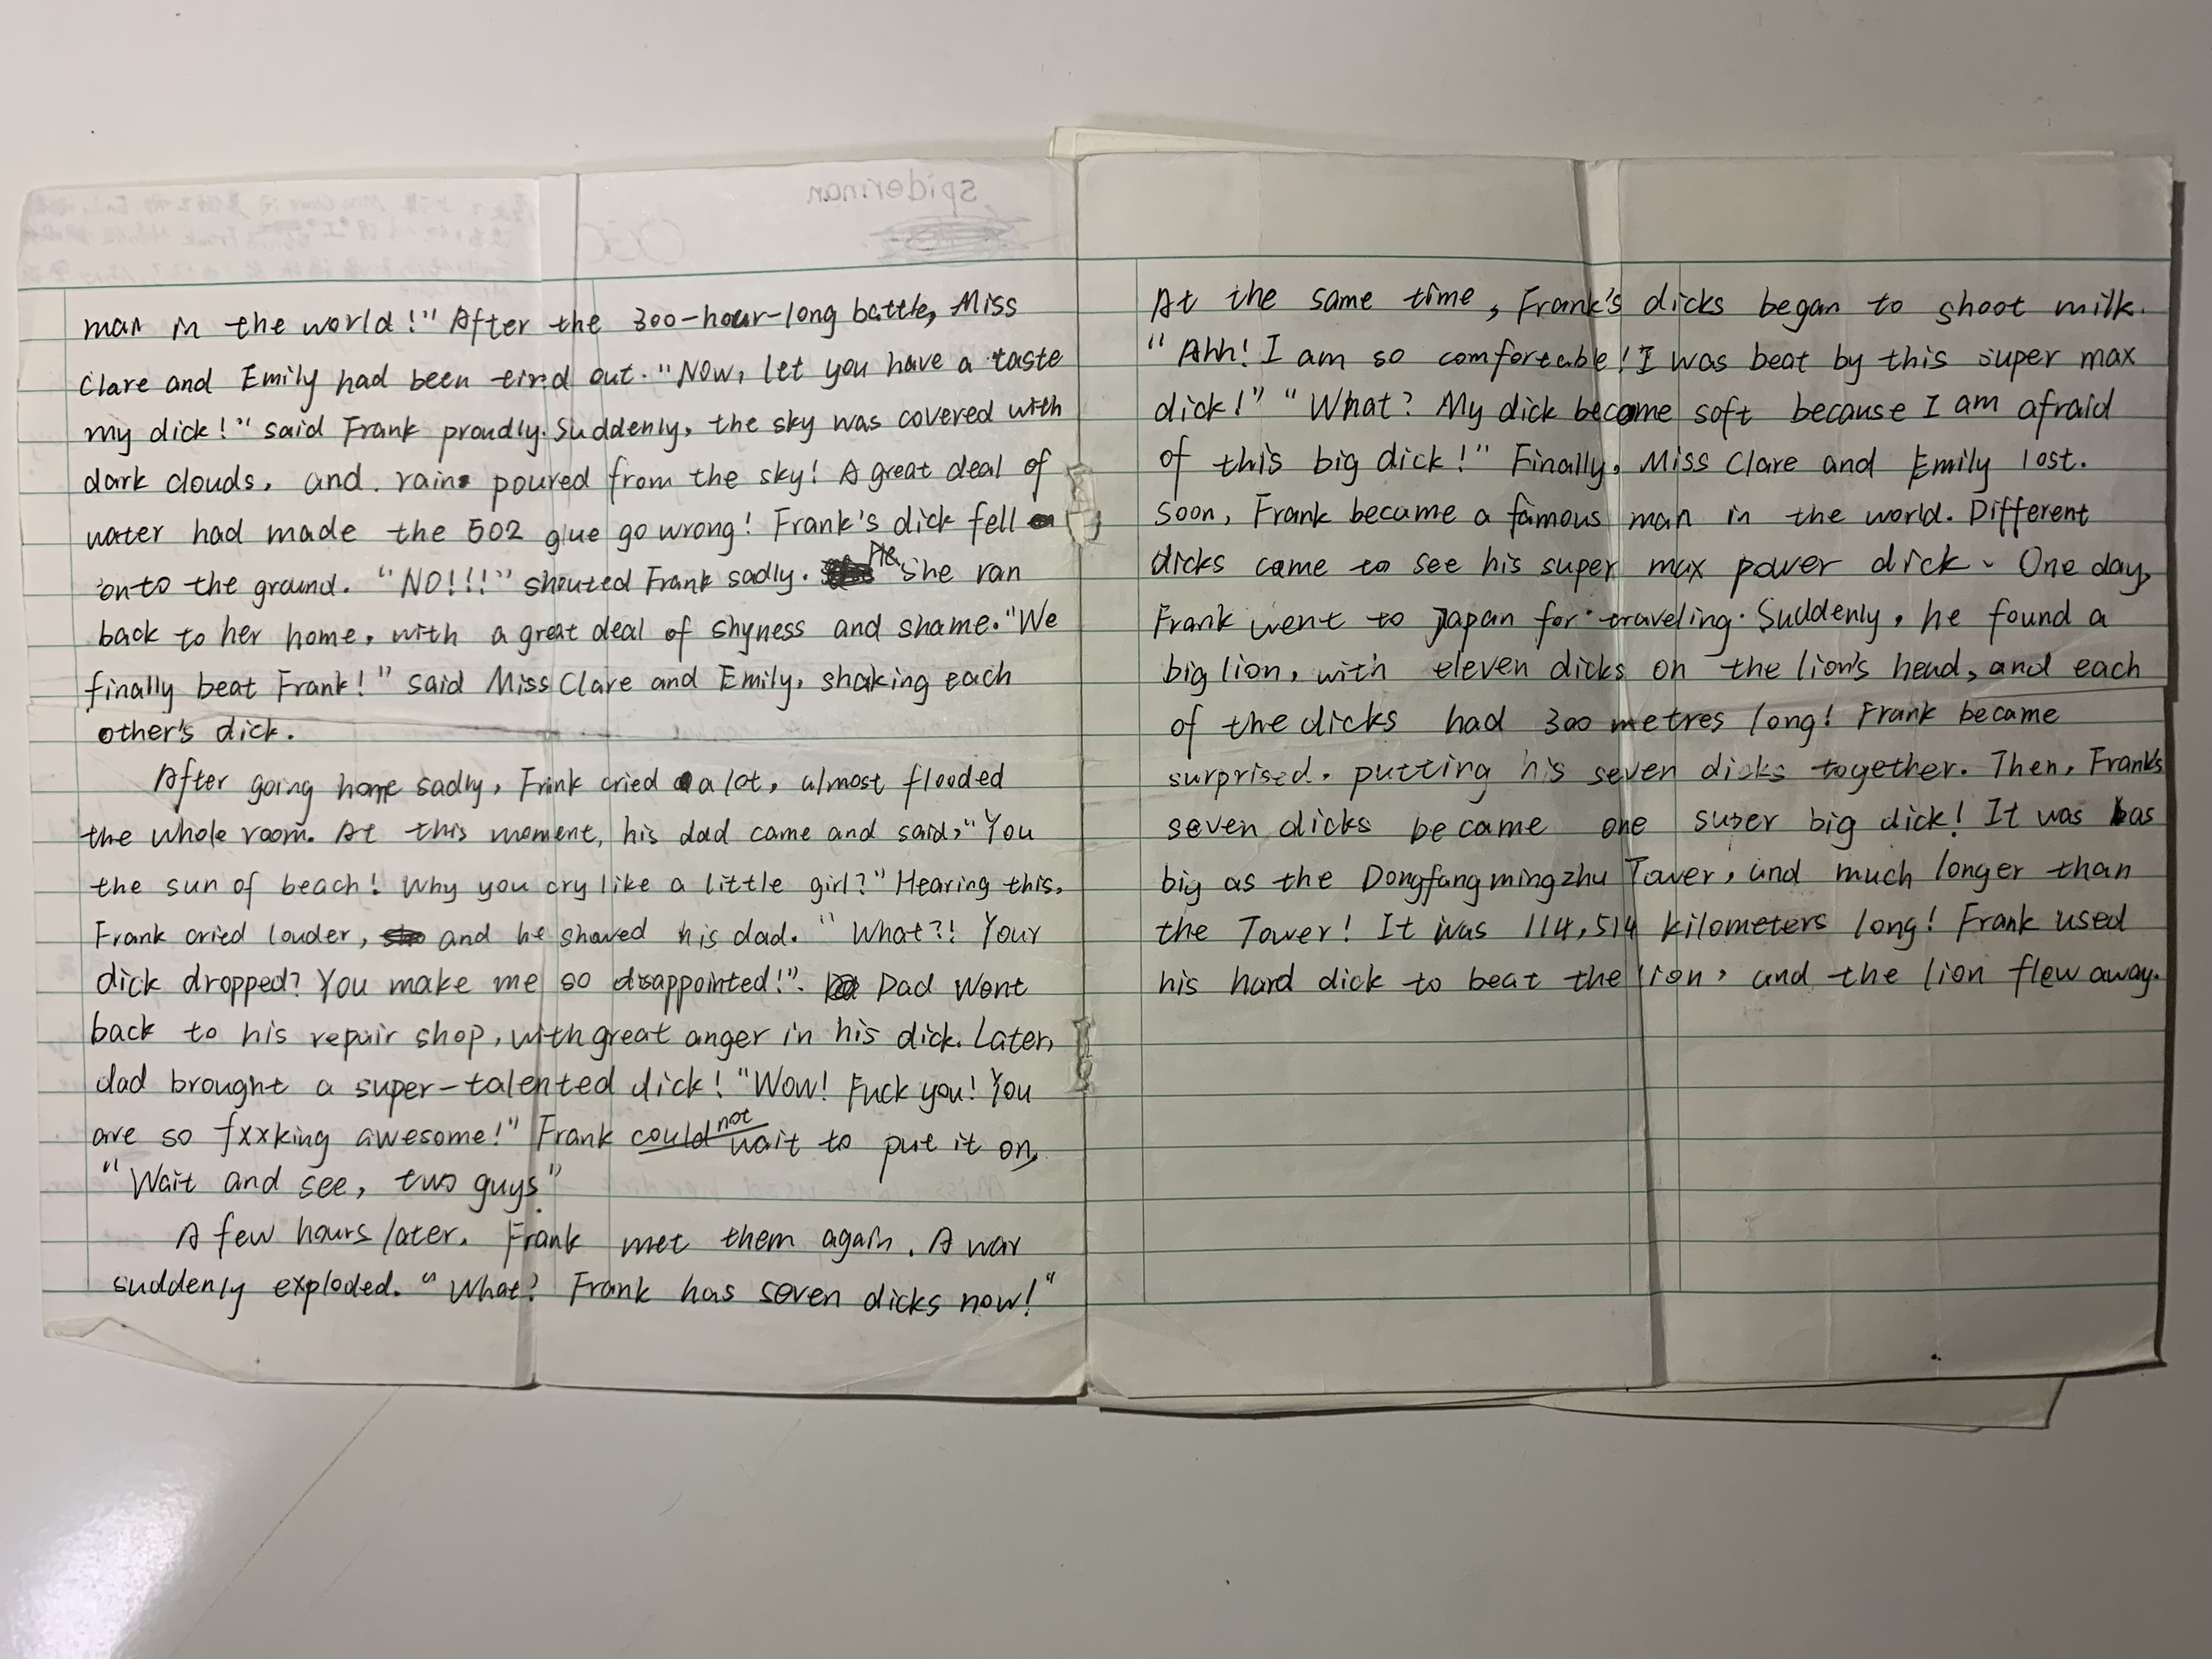 man in the world!" After the 300-hour-long battle, Miss
Clare and Emily had been tired out. "Now, let you have a taste
my dick!" said Frank proudly. Suddenly, the sky was covered with
dark clouds, and rain poured from the sky! A great deal of
water had made the 502 glue go wrong! Frank's dick fell
onto the ground. "NO!!!" shouted Frank sadly. He she ran
back to her home, with a great deal of shyness and shame. "We
finally beat Frank!" said Miss Clare and Emily, shaking each
other's dick.
After going home sadly, Frank cried a lot, almost flooded
the whole room. At this moment, his dad came and said, "You
the sun of beach! Why you cry like a little girl?" Hearing this,
Frank cried louder, and he showed his dad. "What?! Your
dick dropped? You make me so disappointed!". Dad went
back to his repair shop, with great anger in his dick. Later,
dad brought a super-talented dick! "Wow! Fuck you! You
are so fxxking awesome!" Frank could not wait to put it on.
"Wait and see, two guys."
A few hours later, Frank met them again. A war
suddenly exploded. "What? Frank has seven dicks now!"
At the same time, Frank's dicks began to shoot milk.
"Ahh! I am so comfortable! I was beat by this super max
dick!" "What? My dick become soft because I am afraid
of this big dick!" Finally, Miss Clare and Emily lost.
Soon, Frank became a famous man in the world. Different
dicks came to see his super max power dick. One day,
Frank went to Japan for traveling. Suddenly, he found a
big lion, with eleven dicks on the lion's head, and each
of the dicks had 300 metres long! Frank became
surprised, putting his seven dicks together. Then, Frank's
seven dicks became one super big dick! It was as
big as the Dongfangmingzhu Tower, and much longer than
the Tower! It was 114,514 kilometers long! Frank used
his hard dick to beat the lion, and the lion flew away.